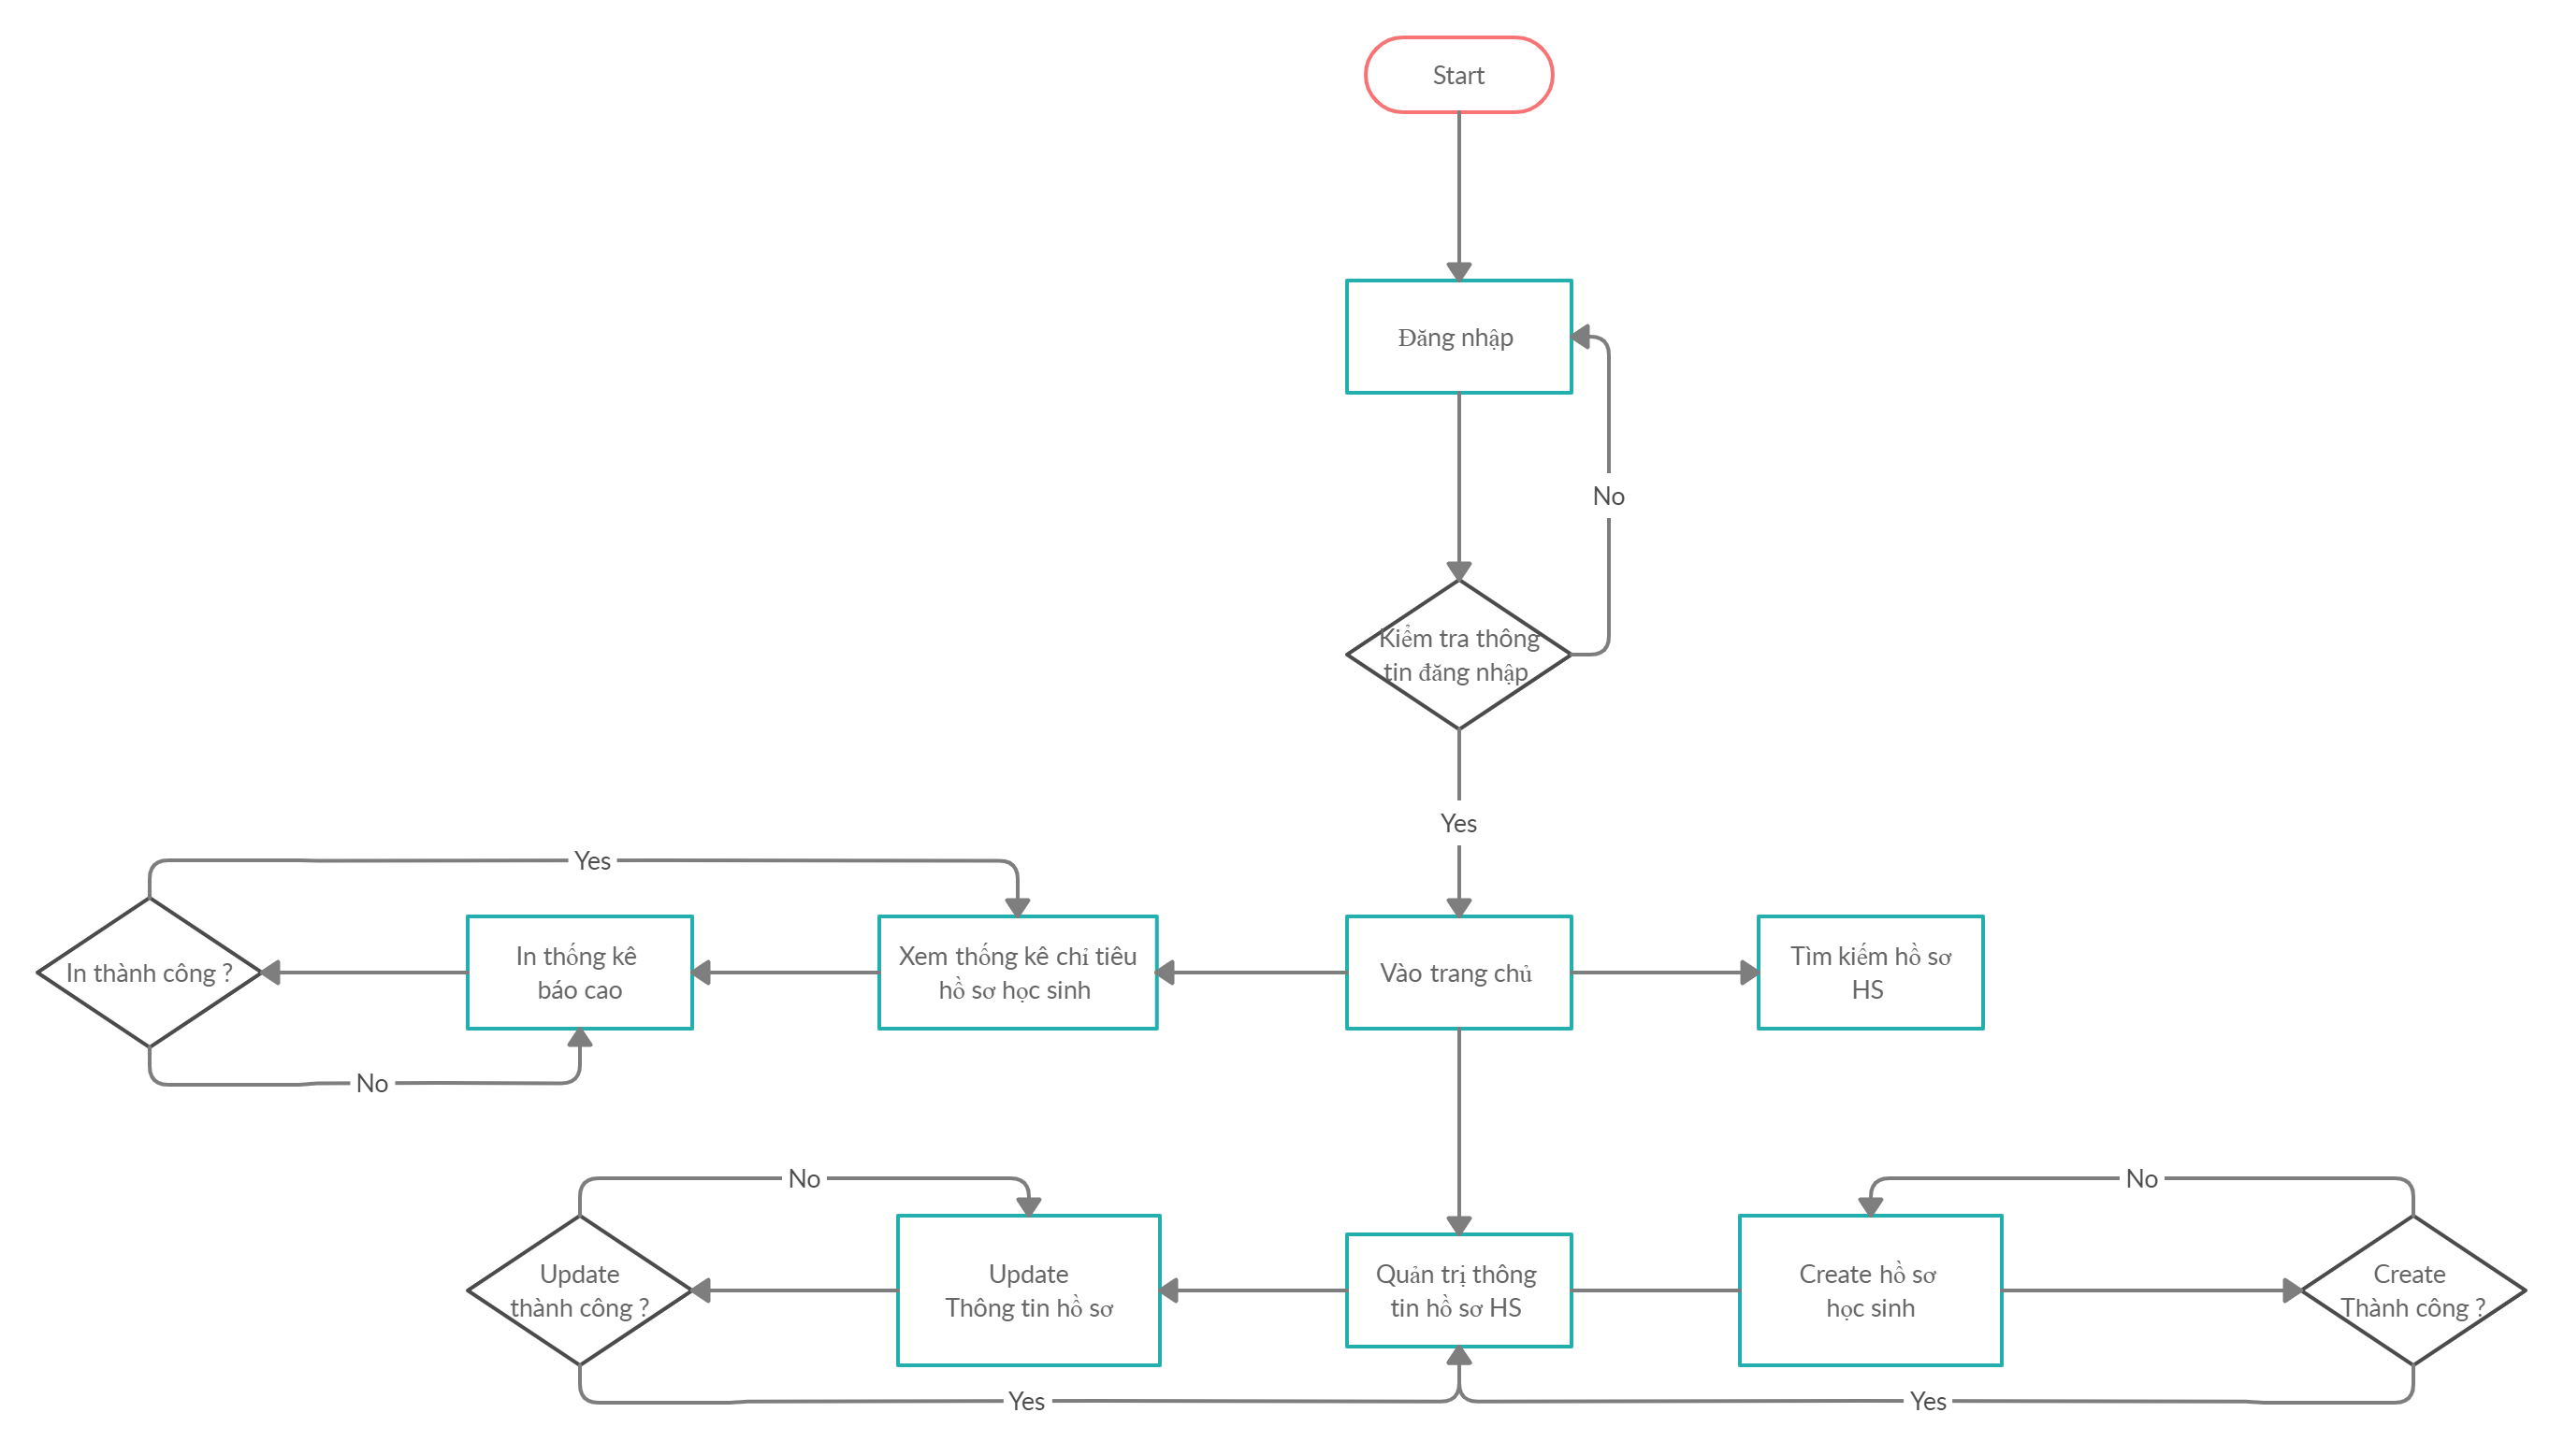 Start
Đăng nhập
No
Kiểm tra thông
tin đăng nhập
Yes
Yes
In thành công ?
In thống kê
báo cao
Xem thống kê chỉ tiêu
hồ sơ học sinh
Vào trang chủ
Tìm kiếm hồ sơ
HS
No
No
No
Update
thành công ?
Update
Thông tin hồ sơ
Quản trị thông
tin hồ sơ HS
Create hồ sơ
học sinh
Create
Thành công ?
Yes
Yes